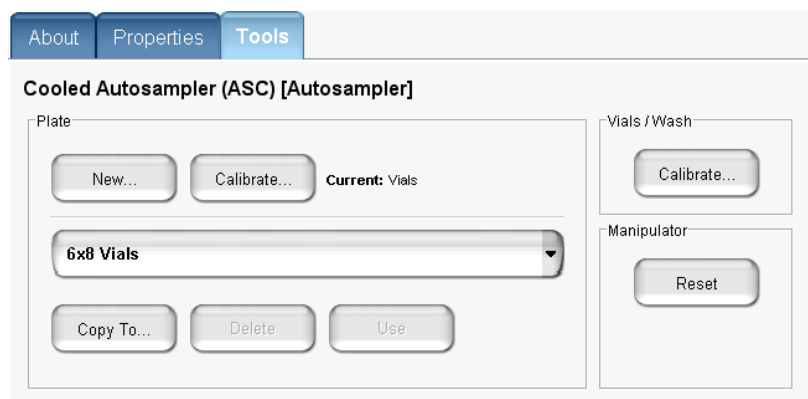 About Properties Tools
Cooled Autosampler (ASC) [Autosampler]
Plate
New... Calibrate... Current: Vials
6x8 Vials
Copy To... Delete Use
Vials / Wash
Calibrate...
Manipulator
Reset